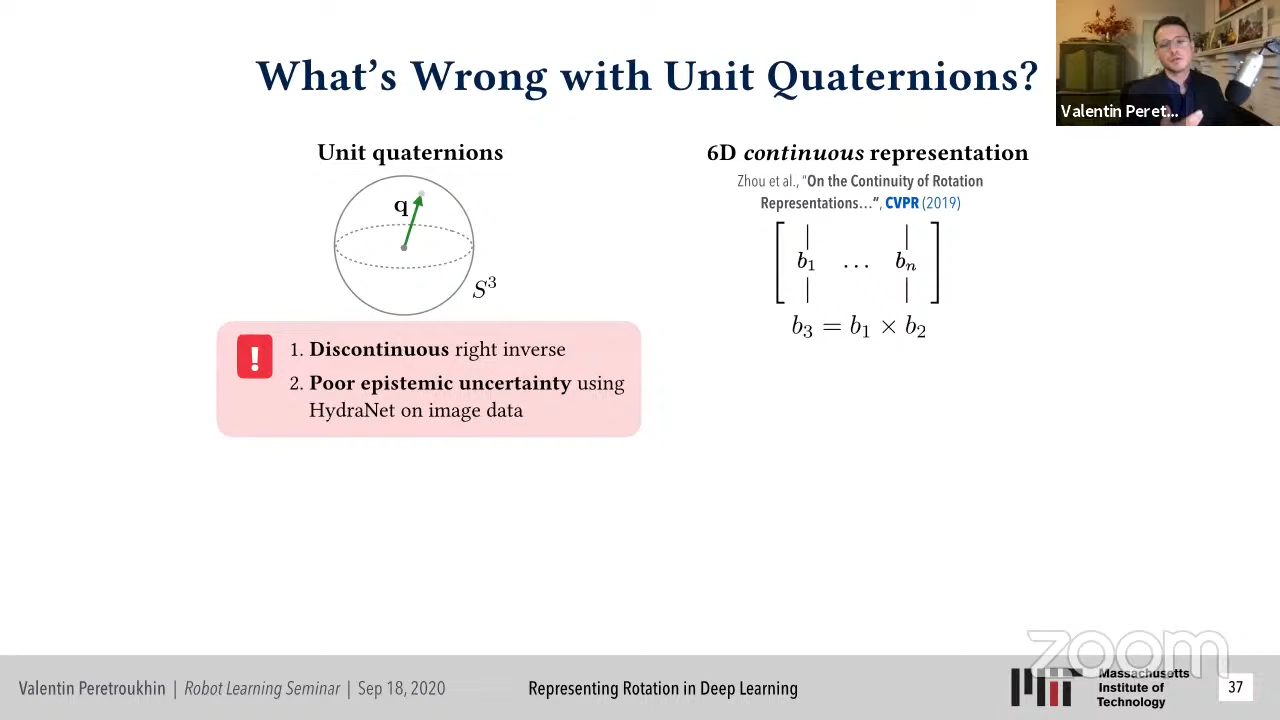 What's Wrong with Unit Quaternions?
Valentin Peret...
Unit quaternions
q
S³
! 1. Discontinuous right inverse
2. Poor epistemic uncertainty using
HydraNet on image data
6D continuous representation
Zhou et al., "On the Continuity of Rotation
Representations...", CVPR (2019)
b₁ ... bₙ
b₃ = b₁ × b₂
zoom
Valentin Peretroukhin | Robot Learning Seminar | Sep 18, 2020
Representing Rotation in Deep Learning
Massachusetts
Institute of
Technology
37